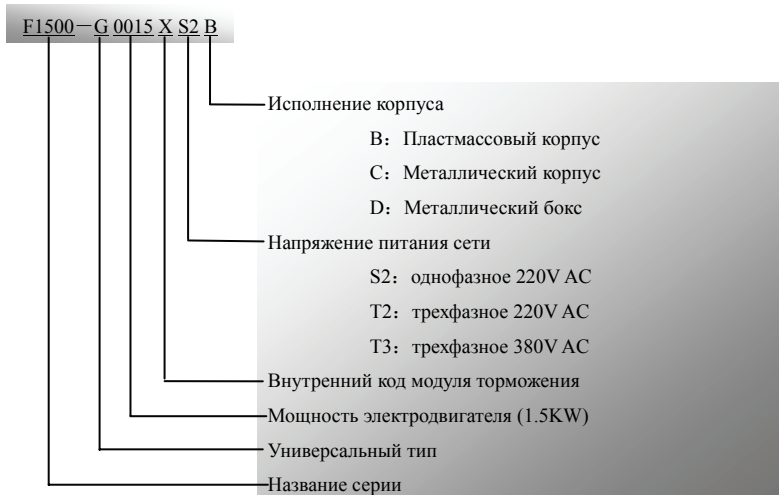 F1500－G 0015 X S2 B
Исполнение корпуса
B： Пластмассовый корпус
C： Металлический корпус
D： Металлический бокс
Напряжение питания сети
S2： однофазное 220V AC
T2： трехфазное 220V AC
T3： трехфазное 380V AC
Внутренний код модуля торможения
Мощность электродвигателя (1.5KW)
Универсальный тип
Название серии